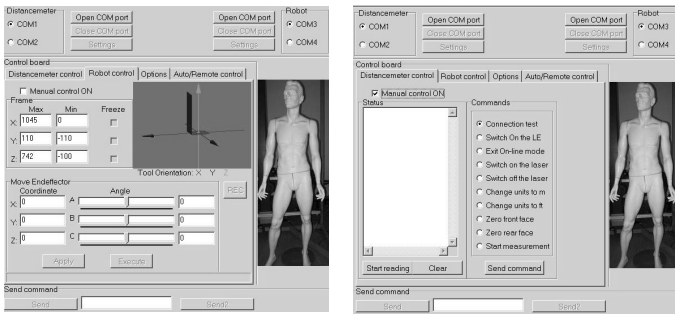 Distancemeter
COM1
COM2
Open COM port
Close COM port
Settings
Open COM port
Close COM port
Settings
Robot
COM3
COM4
Control board
Distancemeter control Robot control Options Auto/Remote control
Manual control ON
Frame
Max Min Freeze
X: 1045 0
Y: 110 -110
Z: 742 -100
Tool Orientation: X Y Z
Move Endeffector
Coordinate Angle
REC
X: 0 A 0
Y: 0 B 0
Z: 0 C 0
Apply Execute
Send command
Send Send2
Distancemeter
COM1
COM2
Open COM port
Close COM port
Settings
Open COM port
Close COM port
Settings
Robot
COM3
COM4
Control board
Distancemeter control Robot control Options Auto/Remote control
Manual control ON
Status
Commands
Connection test
Switch On the LE
Exit On-line mode
Switch on the laser
Switch off the laser
Change units to m
Change units to ft
Zero front face
Zero rear face
Start measurement
Start reading Clear Send command
Send command
Send Send2